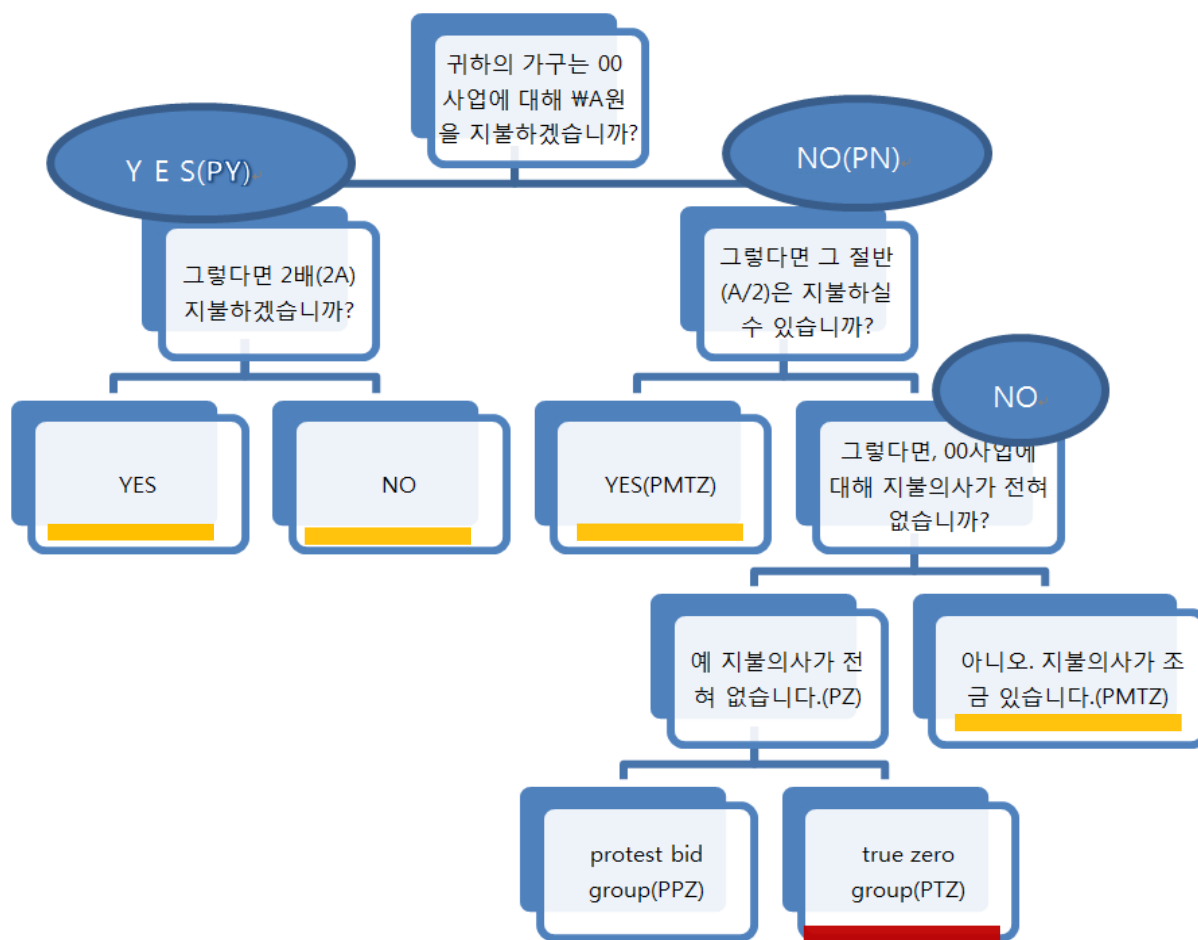 귀하의 가구는 00
사업에 대해 ₩A원
을 지불하겠습니까?
Y E S(PY)
NO(PN)
그렇다면 2배(2A)
지불하겠습니까?
그렇다면 그 절반
(A/2)은 지불하실
수 있습니까?
NO
YES
NO
YES(PMTZ)
그렇다면, 00사업에
대해 지불의사가 전혀
없습니까?
예 지불의사가 전
혀 없습니다.(PZ)
아니오. 지불의사가 조
금 있습니다.(PMTZ)
protest bid
group(PPZ)
true zero
group(PTZ)